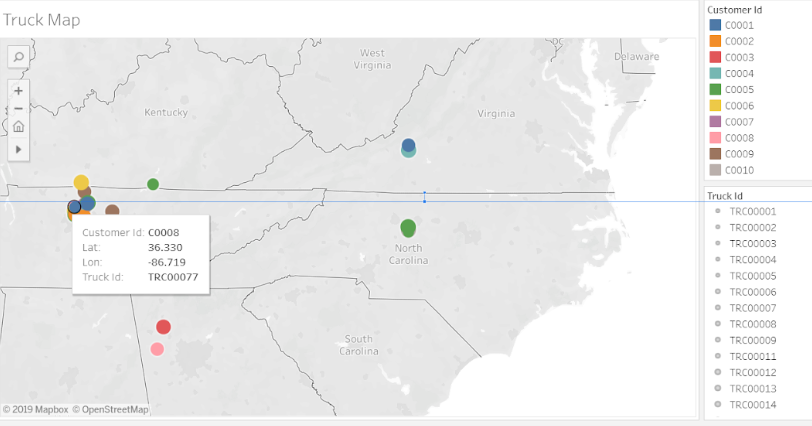 Truck Map
West
Virginia
DC
Delaware
Kentucky
Virginia
North
Carolina
South
Carolina
+
−
Customer Id: C0008
Lat: 36.330
Lon: -86.719
Truck Id: TRC00077
© 2019 Mapbox © OpenStreetMap
Customer Id
C0001
C0002
C0003
C0004
C0005
C0006
C0007
C0008
C0009
C0010
Truck Id
TRC00001
TRC00002
TRC00003
TRC00004
TRC00005
TRC00006
TRC00007
TRC00008
TRC00009
TRC00011
TRC00012
TRC00013
TRC00014